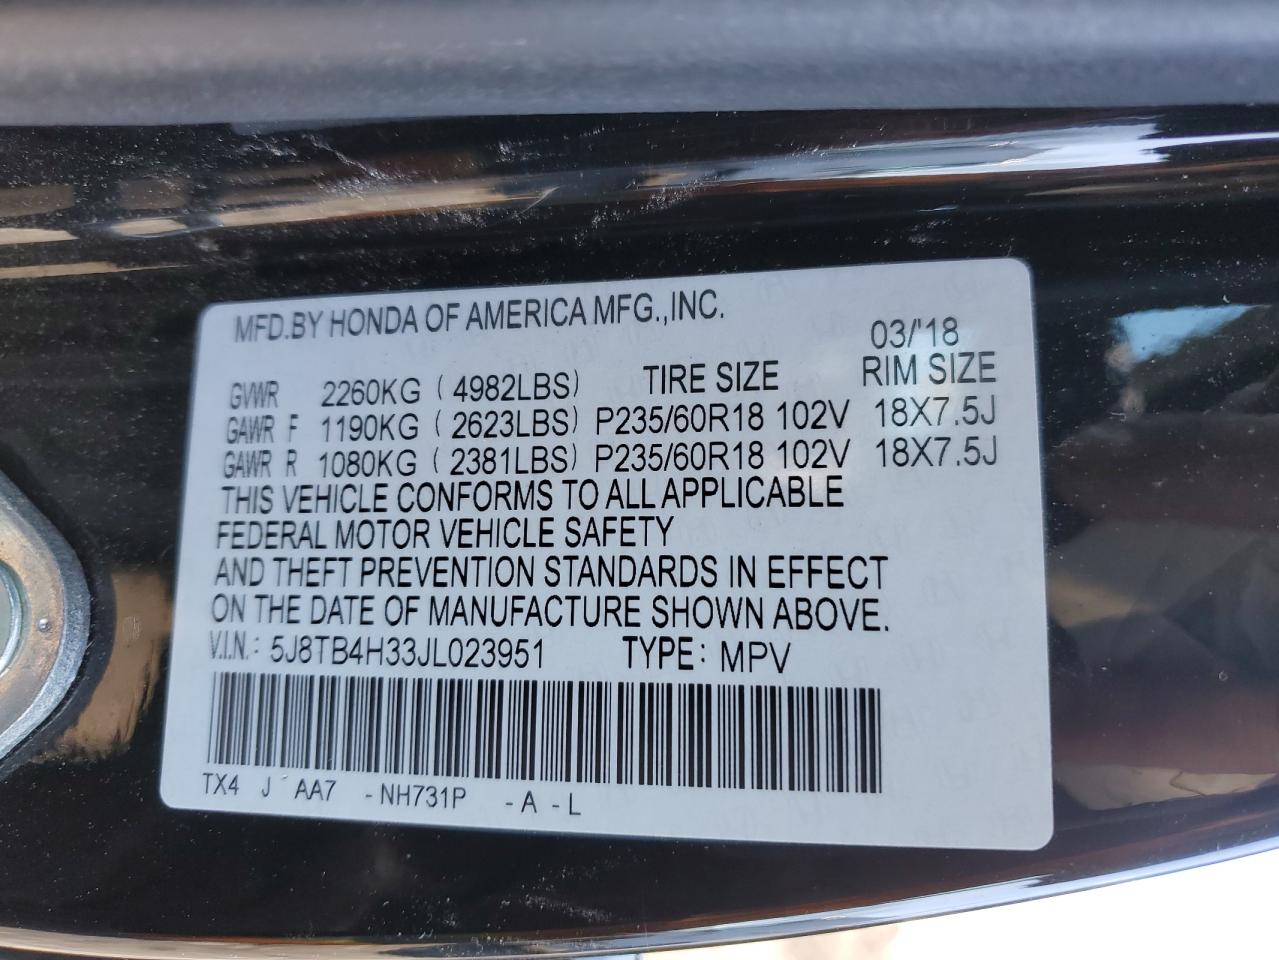 MFD.BY HONDA OF AMERICA MFG.,INC.
03/'18
GVWR 2260KG ( 4982LBS) TIRE SIZE RIM SIZE
GAWR F 1190KG ( 2623LBS) P235/60R18 102V 18X7.5J
GAWR R 1080KG ( 2381LBS) P235/60R18 102V 18X7.5J
THIS VEHICLE CONFORMS TO ALL APPLICABLE
FEDERAL MOTOR VEHICLE SAFETY
AND THEFT PREVENTION STANDARDS IN EFFECT
ON THE DATE OF MANUFACTURE SHOWN ABOVE.
V.I.N.: 5J8TB4H33JL023951 TYPE: MPV
TX4 J AA7 -NH731P -A -L